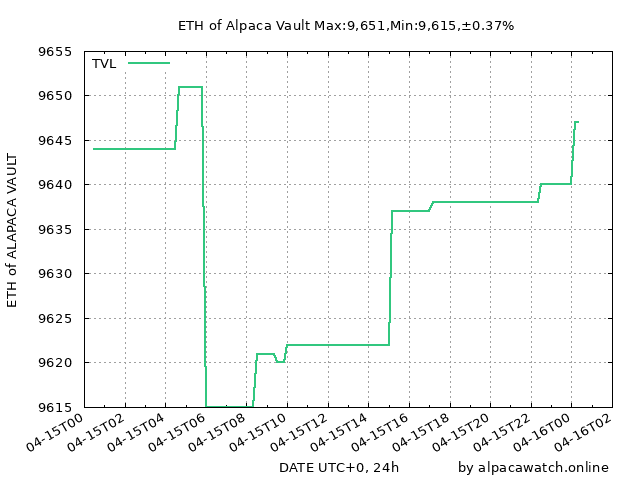 ETH of Alpaca Vault Max:9,651,Min:9,615,±0.37%
TVL
9655
9650
9645
9640
9635
9630
9625
9620
9615
ETH of ALAPACA VAULT
04-15T00
04-15T02
04-15T04
04-15T06
04-15T08
04-15T10
04-15T12
04-15T14
04-15T16
04-15T18
04-15T20
04-15T22
04-16T00
04-16T02
DATE UTC+0, 24h
by alpacawatch.online